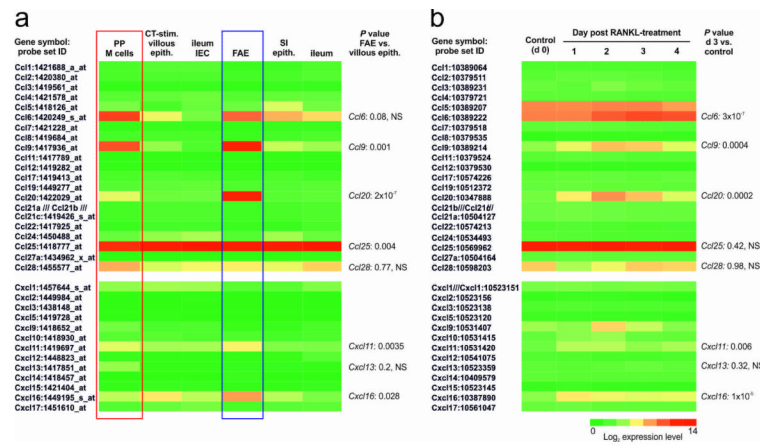 a
PP
M cells
CT-stim.
villous
epith.
ileum
IEC
FAE
SI
epith.
ileum
P value
FAE vs.
villous epith.
Gene symbol:
probe set ID
Ccl1:1421688_a_at
Ccl2:1420380_at
Ccl3:1419561_at
Ccl4:1421578_at
Ccl5:1418126_at
Ccl6:1420249_s_at
Ccl7:1421228_at
Ccl8:1419684_at
Ccl9:1417936_at
Ccl11:1417789_at
Ccl12:1419282_at
Ccl17:1419413_at
Ccl19:1449277_at
Ccl20:1422029_at
Ccl21a /// Ccl21b ///
Ccl21c:1419426_s_at
Ccl22:1417925_at
Ccl24:1450488_at
Ccl25:1418777_at
Ccl27a:1434962_x_at
Ccl28:1455577_at
Ccl6: 0.08, NS
Ccl9: 0.001
Ccl20: 2x10⁻⁷
Ccl25: 0.004
Ccl28: 0.77, NS
Cxcl1:1457644_s_at
Cxcl2:1449984_at
Cxcl3:1438148_at
Cxcl5:1419728_at
Cxcl9:1418652_at
Cxcl10:1418930_at
Cxcl11:1419697_at
Cxcl12:1448823_at
Cxcl13:1417851_at
Cxcl14:1418457_at
Cxcl15:1421404_at
Cxcl16:1449195_s_at
Cxcl17:1451610_at
Cxcl11: 0.0035
Cxcl13: 0.2, NS
Cxcl16: 0.028
b
Gene symbol:
probe set ID
Control
(d 0)
Day post RANKL-treatment
1 2 3 4
P value
d 3 vs.
control
Ccl1:10389064
Ccl2:10379511
Ccl3:10389231
Ccl4:10379721
Ccl5:10389207
Ccl6:10389222
Ccl7:10379518
Ccl8:10379535
Ccl9:10389214
Ccl11:10379524
Ccl12:10379530
Ccl17:10574226
Ccl19:10512372
Ccl20:10347888
Ccl21b///Ccl21c//
Ccl21a:10504127
Ccl22:10574213
Ccl24:10534493
Ccl25:10569962
Ccl27a:10504164
Ccl28:10598203
Ccl6: 3x10⁻⁷
Ccl9: 0.0004
Ccl20: 0.0002
Ccl25: 0.42, NS
Ccl28: 0.98, NS
Cxcl1///Cxcl1:10523151
Cxcl2:10523156
Cxcl3:10523138
Cxcl5:10523120
Cxcl9:10531407
Cxcl10:10531415
Cxcl11:10531420
Cxcl12:10541075
Cxcl13:10523359
Cxcl14:10409579
Cxcl15:10523145
Cxcl16:10387890
Cxcl17:10561047
Cxcl11: 0.006
Cxcl13: 0.32, NS
Cxcl16:
0 14
Log₂ expression level